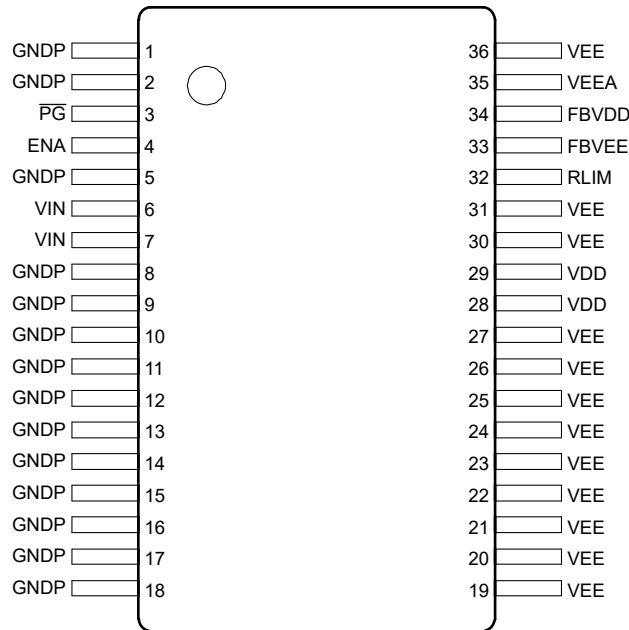 GNDP 1 36 VEE
GNDP 2 35 VEEA
P̅G̅ 3 34 FBVDD
ENA 4 33 FBVEE
GNDP 5 32 RLIM
VIN 6 31 VEE
VIN 7 30 VEE
GNDP 8 29 VDD
GNDP 9 28 VDD
GNDP 10 27 VEE
GNDP 11 26 VEE
GNDP 12 25 VEE
GNDP 13 24 VEE
GNDP 14 23 VEE
GNDP 15 22 VEE
GNDP 16 21 VEE
GNDP 17 20 VEE
GNDP 18 19 VEE